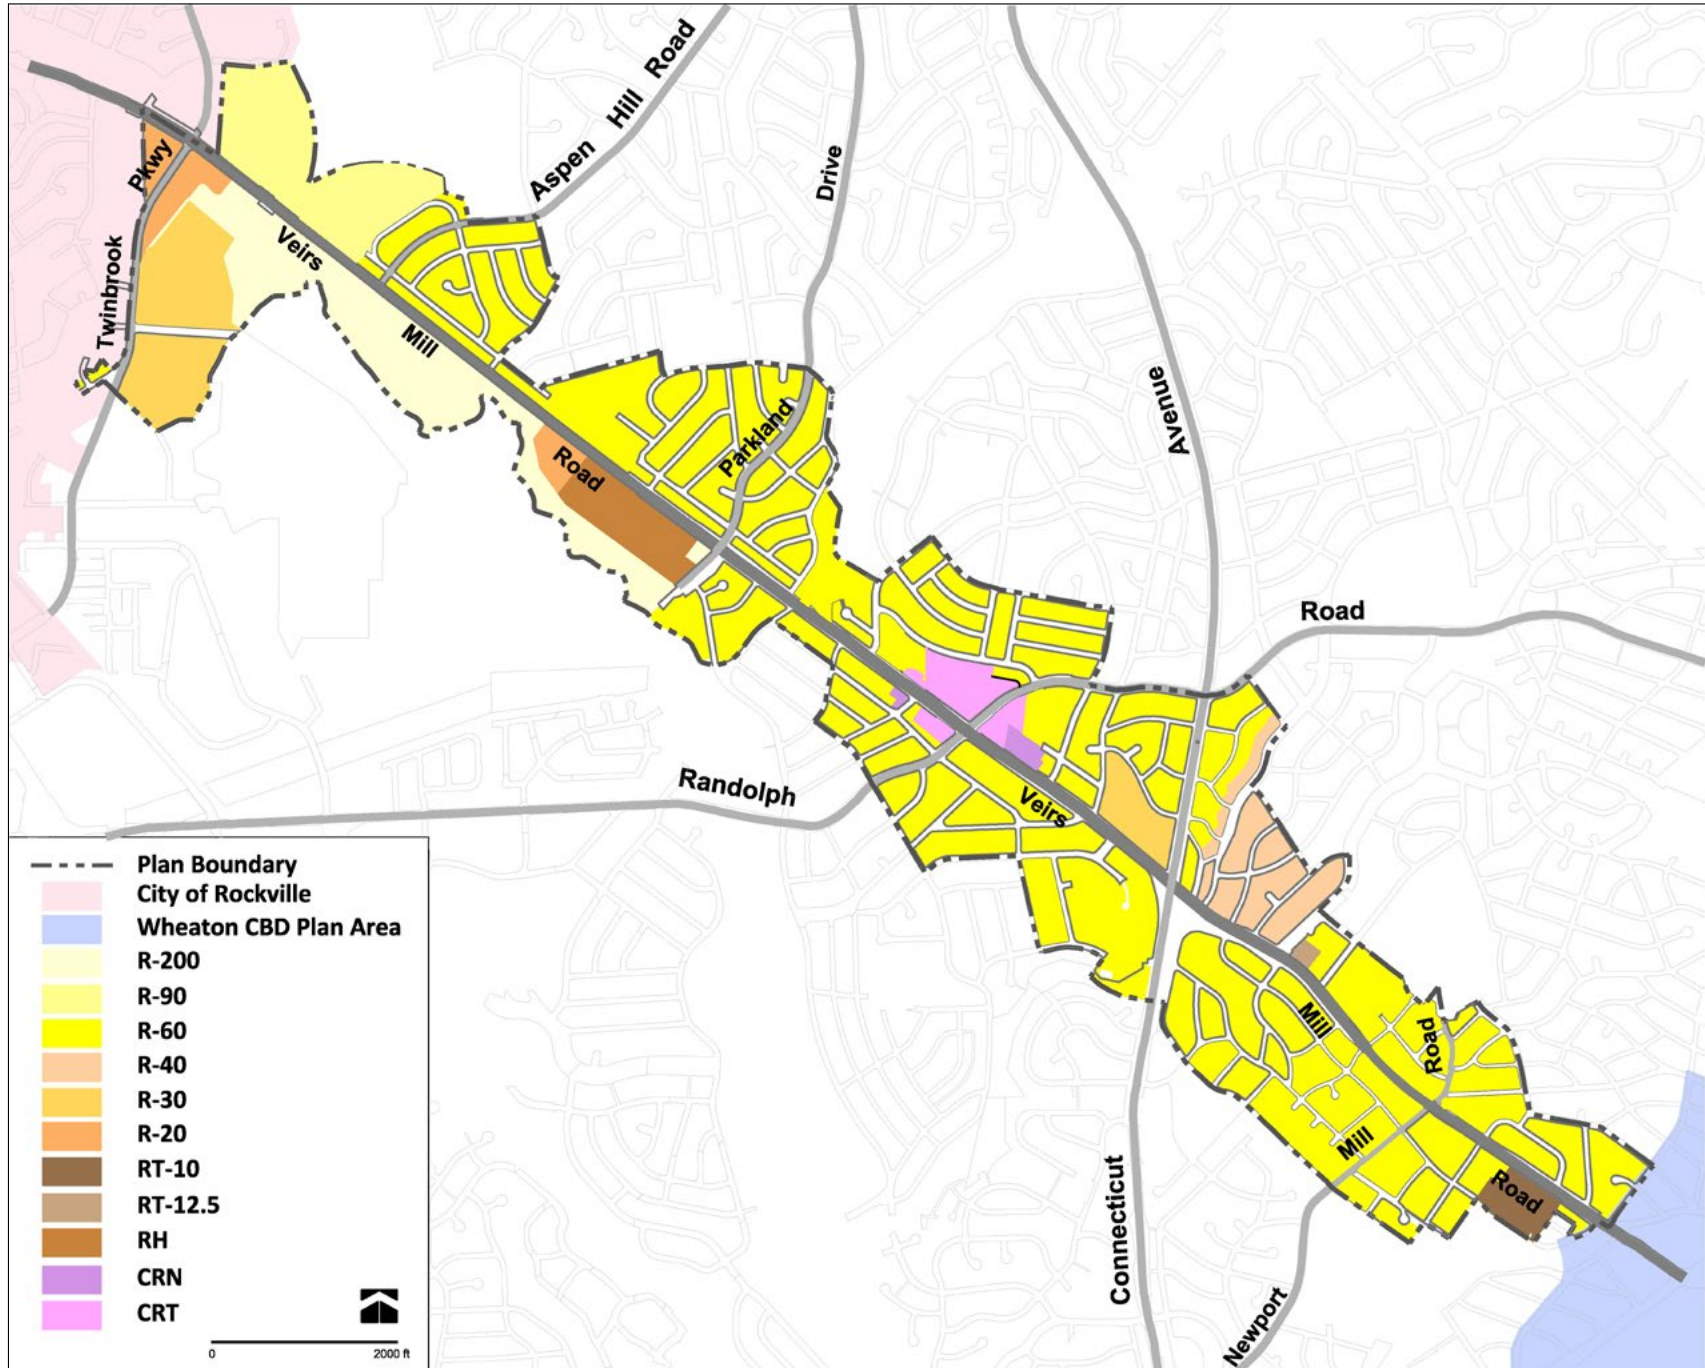 Aspen Hill Road
Drive
Pkwy
Twinbrook
Veirs
Mill
Road
Parkland
Avenue
Road
Randolph
Veirs
Mill
Road
Mill
Road
Connecticut
Newport
Plan Boundary
City of Rockville
Wheaton CBD Plan Area
R-200
R-90
R-60
R-40
R-30
R-20
RT-10
RT-12.5
RH
CRN
CRT
0 2000 ft